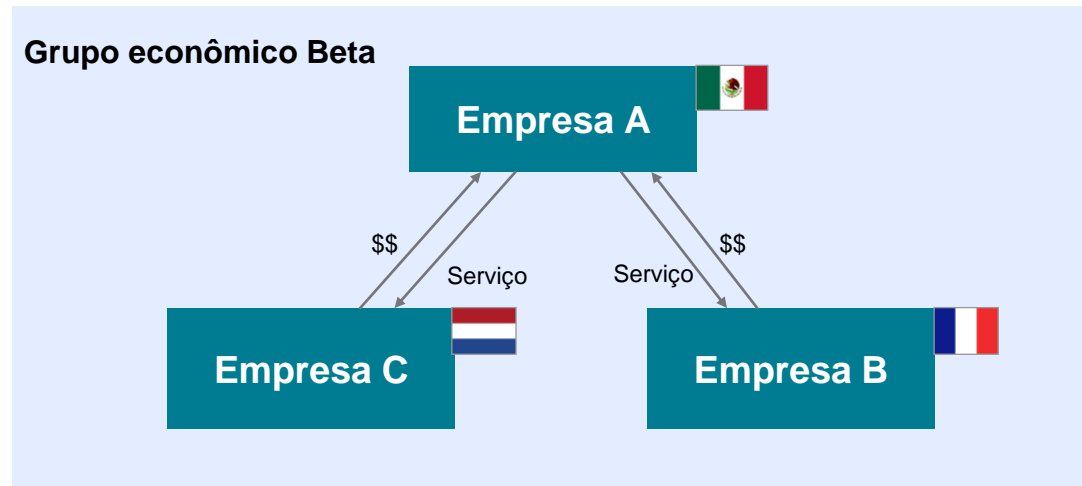 Grupo econômico Beta
Empresa A
$$
$$
Serviço
Serviço
Empresa C
Empresa B